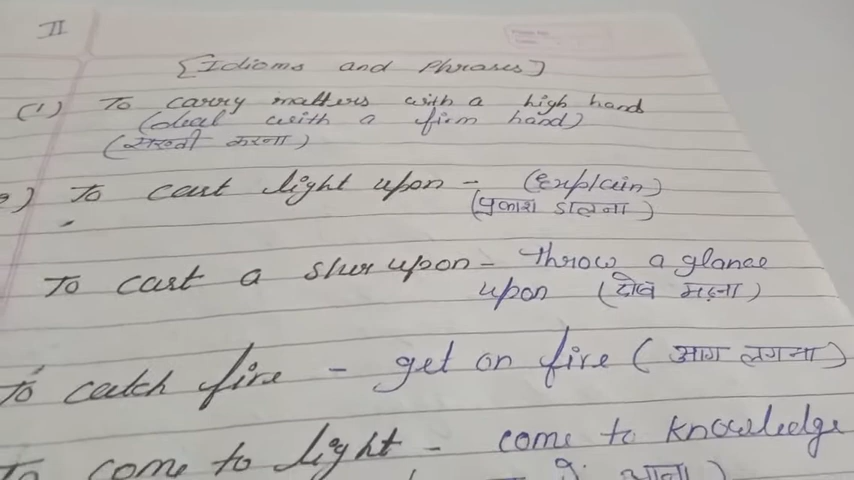 II
{Idioms and Phrases}
(1) To carry matters with a high hand
(deal with a firm hand)
(सख्ती करना)
) To cast light upon - (explain)
(प्रकाश डालना)
To cast a slur upon - throw a glance
upon (दोष मढ़ना)
To catch fire - get on fire (आग लगना)
To come to light - come to knowledge
आना)